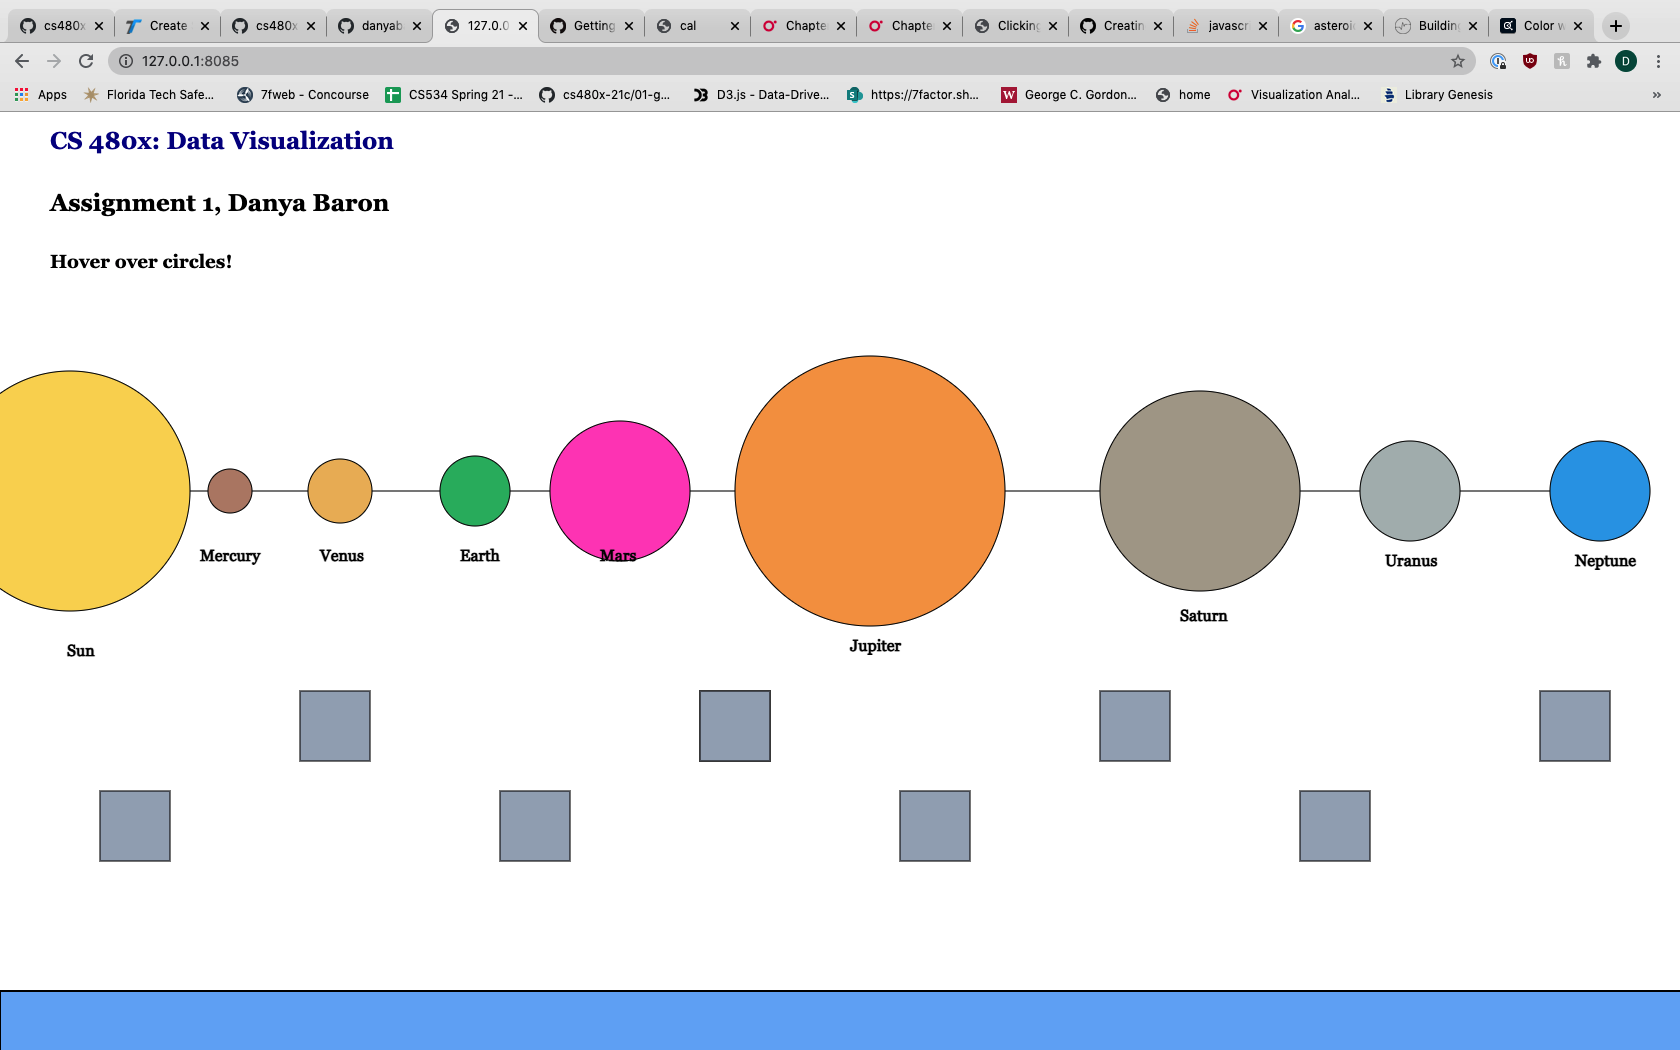 cs480x Create cs480x danyab 127.0.0 Getting cal Chapte Chapte Clicking Creatin javascr asteroi Building Color w
127.0.0.1:8085
Apps Florida Tech Safe... 7fweb - Concourse CS534 Spring 21 -... cs480x-21c/01-g... D3.js - Data-Drive... https://7factor.sh... George C. Gordon... home Visualization Anal... Library Genesis »
CS 480x: Data Visualization
Assignment 1, Danya Baron
Hover over circles!
Mercury Venus Earth Mars Uranus Neptune
Saturn
Jupiter
Sun